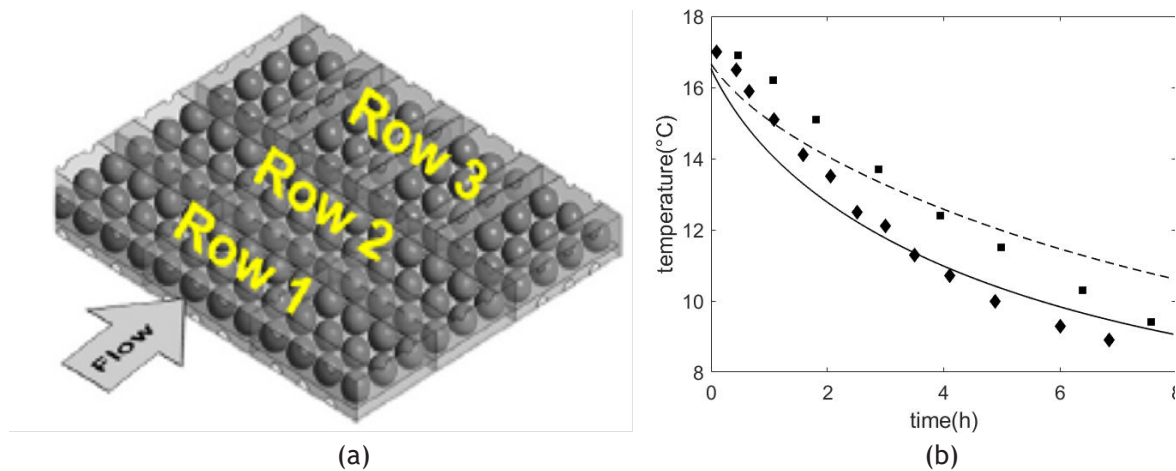 Row 3
Row 2
Row 1
Flow
(a)
temperature(°C)
18
16
14
12
10
8
0
2
4
6
8
time(h)
(b)